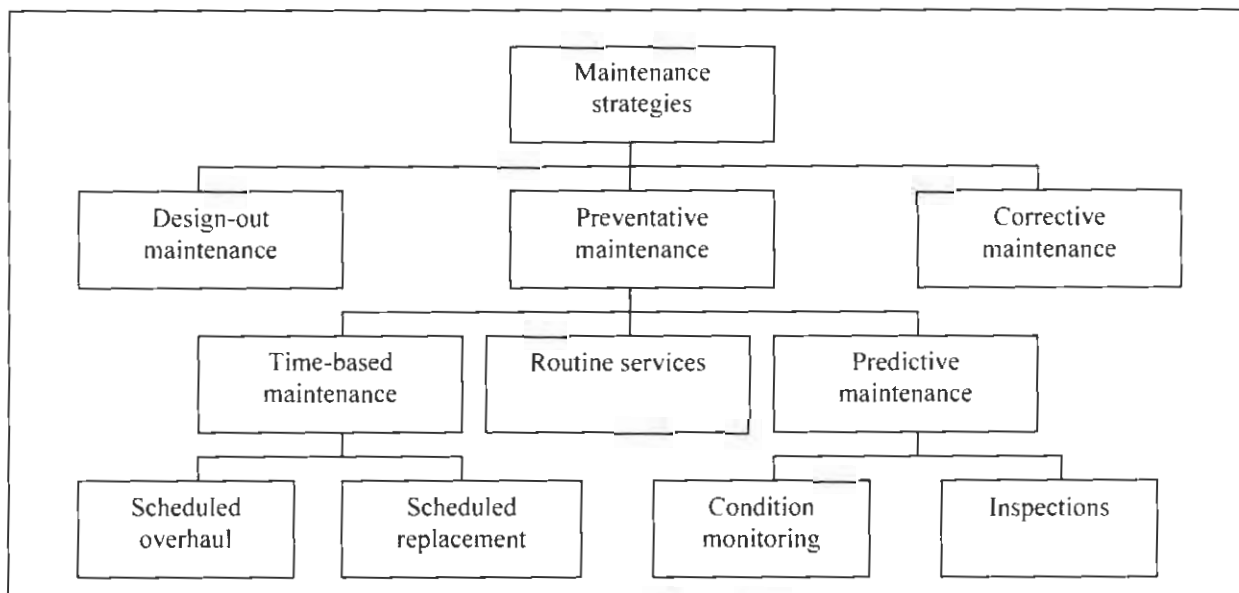 Maintenance
strategies
Design-out
maintenance
Preventative
maintenance
Corrective
maintenance
Time-based
maintenance
Routine services
Predictive
maintenance
Scheduled
overhaul
Scheduled
replacement
Condition
monitoring
Inspections